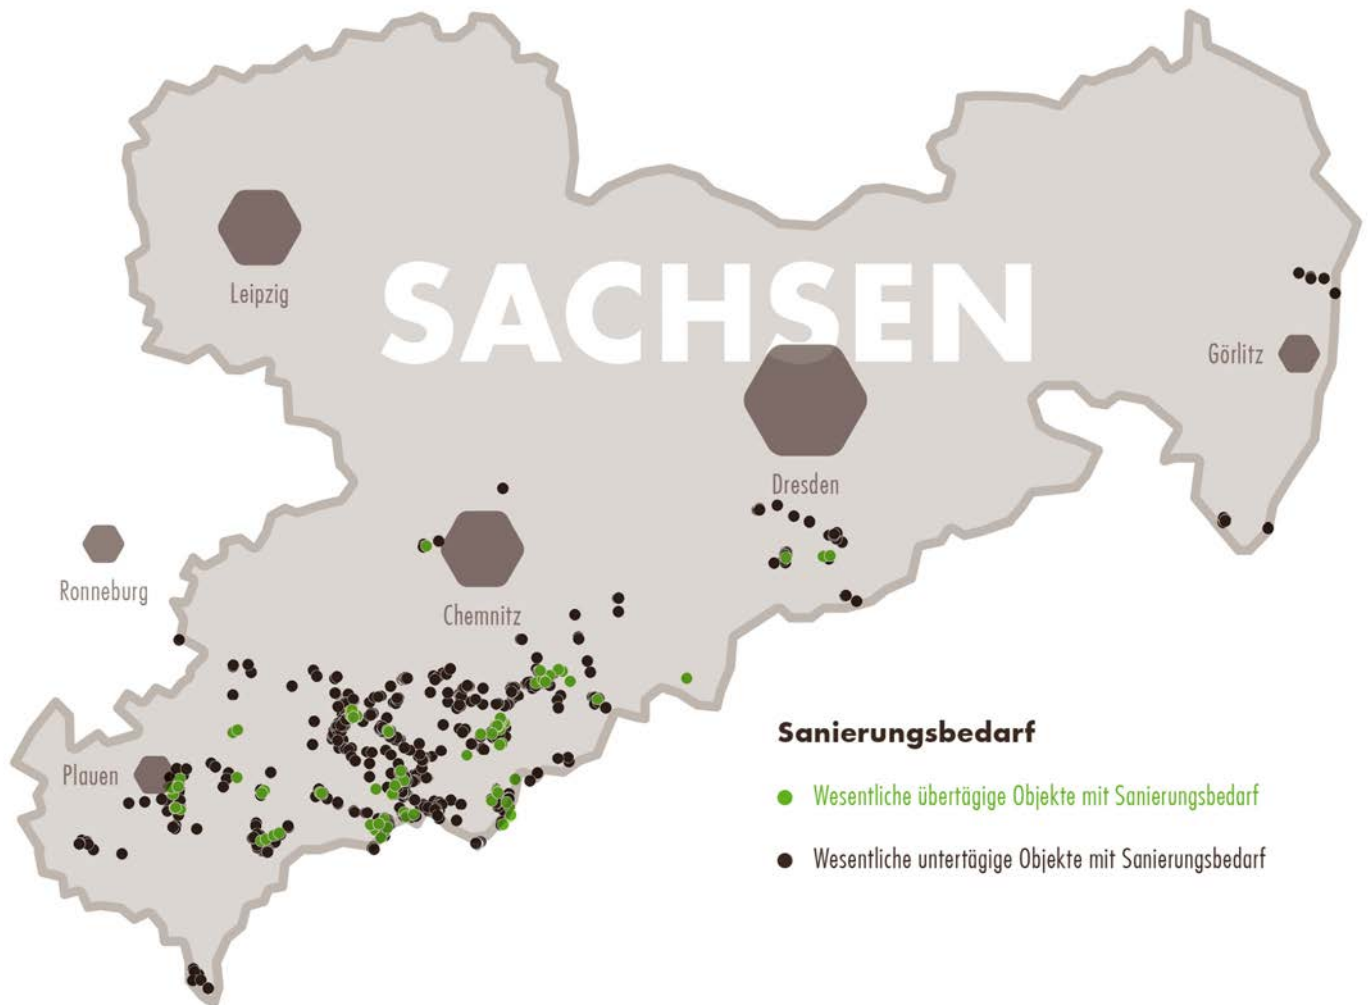 SACHSEN
Leipzig
Görlitz
Dresden
Ronneburg
Chemnitz
Plauen
Sanierungsbedarf
Wesentliche übertägige Objekte mit Sanierungsbedarf
Wesentliche untertägige Objekte mit Sanierungsbedarf